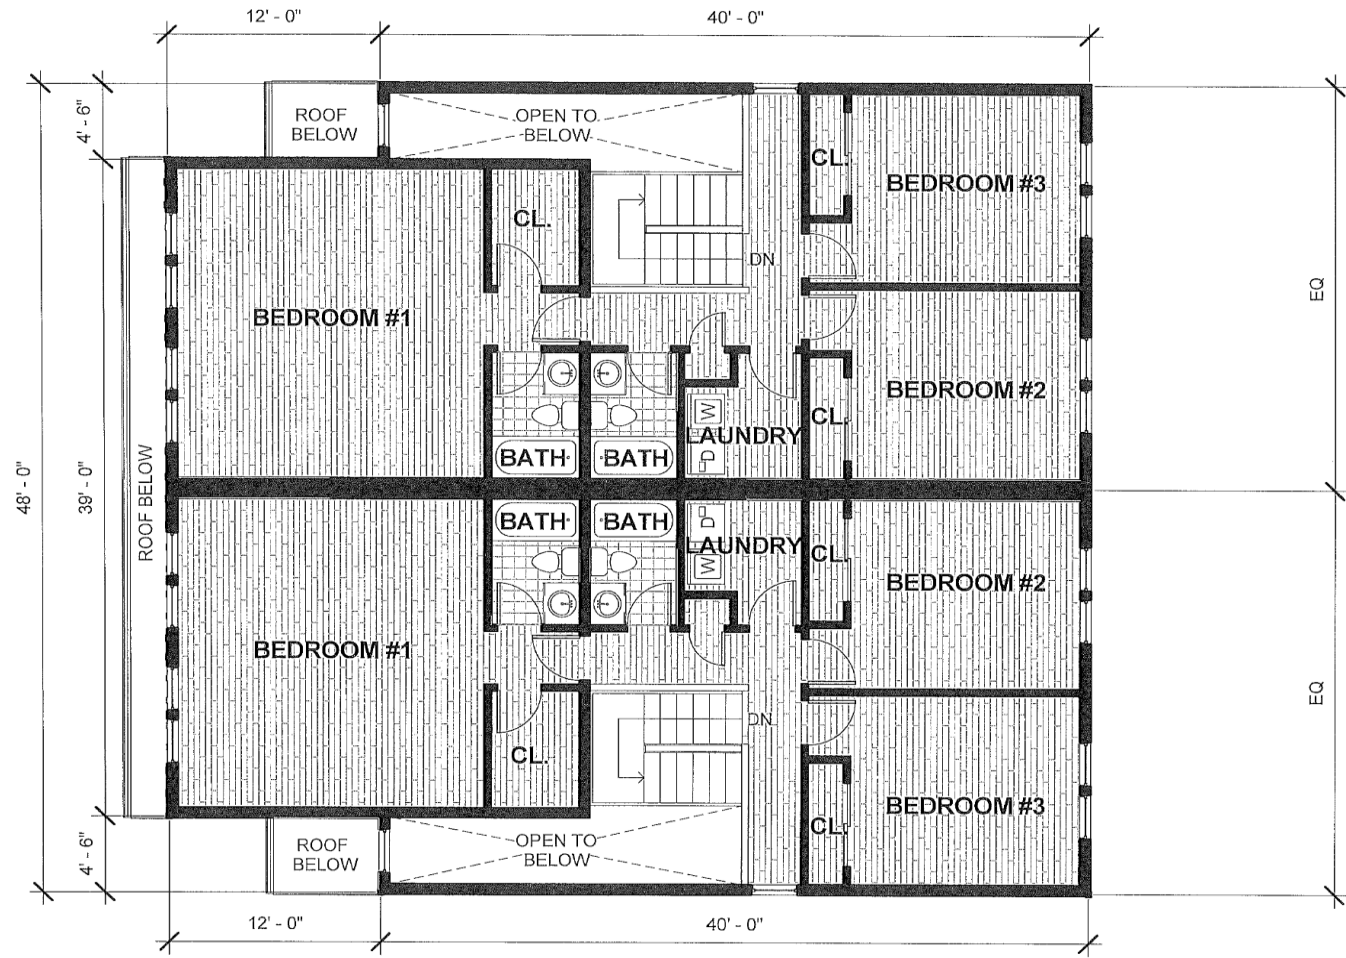 12' - 0"
40' - 0"
4' - 6"
ROOF
BELOW
OPEN TO
BELOW
CL.
BEDROOM #3
CL.
DN
EQ
BEDROOM #1
BEDROOM #2
CL.
W
LAUNDRY
D
BATH
BATH
48' - 0"
39' - 0"
ROOF BELOW
BATH
BATH
D
LAUNDRY
W
CL.
BEDROOM #2
BEDROOM #1
EQ
DN
CL.
BEDROOM #3
CL.
4' - 6"
ROOF
BELOW
OPEN TO
BELOW
12' - 0"
40' - 0"